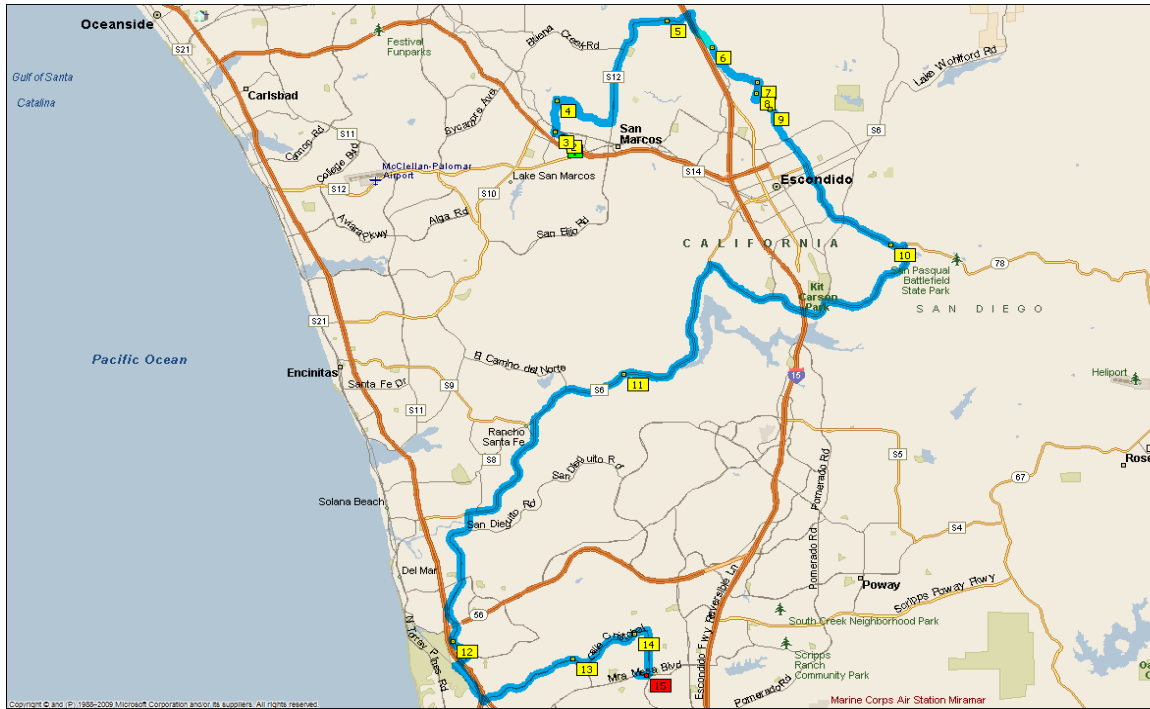 Oceanside
S21
Festival
Funparks
Buena
Creek Rd
5
6
Lake Wohlford Rd
Gulf of Santa
Catalina
Carlsbad
S12
7
8
9
4
Sycamore Ave
S11
Cannon Rd
College Blvd
3
2
San
Marcos
S6
McClellan-Palomar
Airport
S12
Lake San Marcos
S14
Escondido
S10
Alga Rd
Aviara Pkwy
San Elijo Rd
CALIFORNIA
10
78
San Pasqual
Battlefield
State Park
Kit
Carson
Park
SAN DIEGO
S21
Pacific Ocean
El Camino del Norte
Encinitas
11
15
Heliport
Santa Fe Dr
S9
S6
S11
Rancho
Santa Fe
S8
San Dieguito Rd
Pomerado Rd
S5
67
Solana Beach
San Dieguito Rd
S4
Pomerado Rd
Del Mar
Poway
Scripps Poway Pkwy
56
Escondido Fwy Reversible Ln
South Creek Neighborhood Park
N Torrey Pines Rd
12
14
13
Mira Mesa Blvd
Scripps
Ranch
Community Park
15
Pomerado Rd
Marine Corps Air Station Miramar
Copyright © and (P) 1988–2009 Microsoft Corporation and/or its suppliers. All rights reserved.